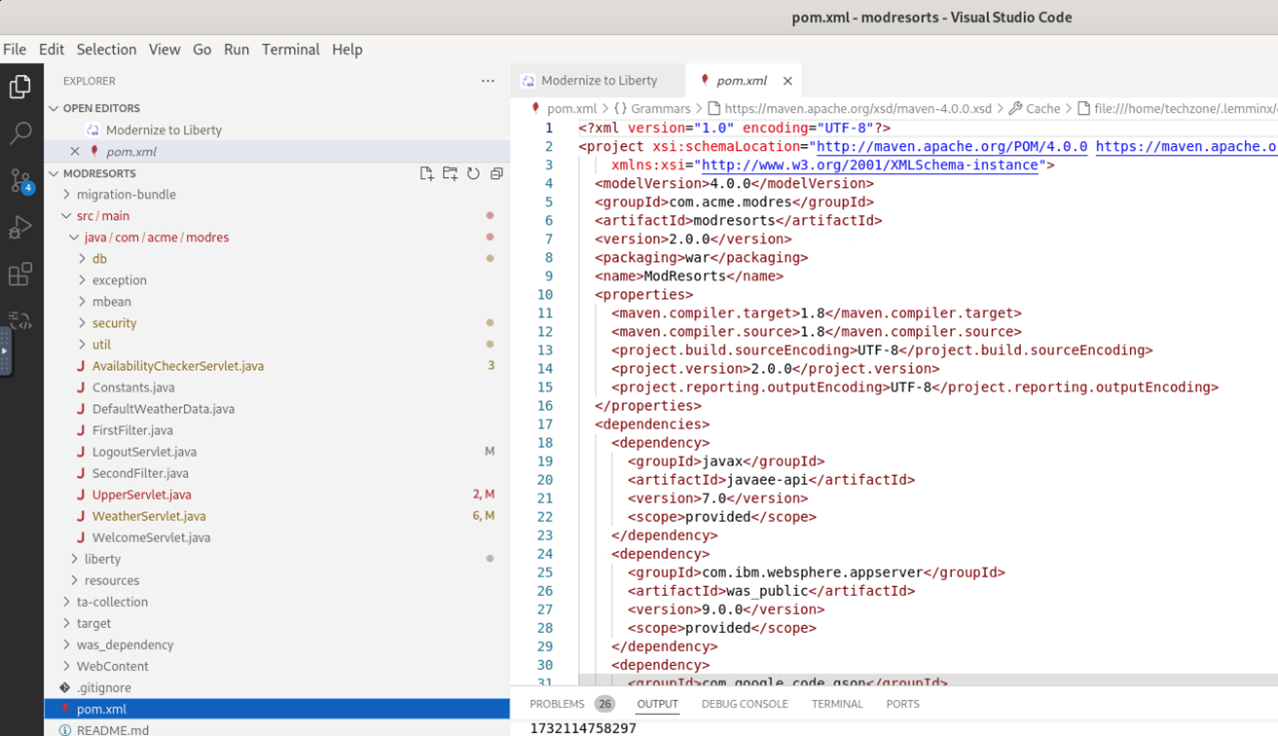 pom.xml - modresorts - Visual Studio Code
File Edit Selection View Go Run Terminal Help
EXPLORER ...
OPEN EDITORS
Modernize to Liberty
pom.xml
MODRESORTS
migration-bundle
src / main
java / com / acme / modres
db
exception
mbean
security
util
AvailabilityCheckerServlet.java 3
Constants.java
DefaultWeatherData.java
FirstFilter.java
LogoutServlet.java M
SecondFilter.java
UpperServlet.java 2, M
WeatherServlet.java 6, M
WelcomeServlet.java
liberty
resources
ta-collection
target
was_dependency
WebContent
.gitignore
pom.xml
README.md
4
Modernize to Liberty pom.xml
pom.xml > {} Grammars > https://maven.apache.org/xsd/maven-4.0.0.xsd > Cache > file:///home/techzone/.lemminx/
1 <?xml version="1.0" encoding="UTF-8"?>
2 <project xsi:schemaLocation="http://maven.apache.org/POM/4.0.0 https://maven.apache.o
3 xmlns:xsi="http://www.w3.org/2001/XMLSchema-instance">
4 <modelVersion>4.0.0</modelVersion>
5 <groupId>com.acme.modres</groupId>
6 <artifactId>modresorts</artifactId>
7 <version>2.0.0</version>
8 <packaging>war</packaging>
9 <name>ModResorts</name>
10 <properties>
11 <maven.compiler.target>1.8</maven.compiler.target>
12 <maven.compiler.source>1.8</maven.compiler.source>
13 <project.build.sourceEncoding>UTF-8</project.build.sourceEncoding>
14 <project.version>2.0.0</project.version>
15 <project.reporting.outputEncoding>UTF-8</project.reporting.outputEncoding>
16 </properties>
17 <dependencies>
18 <dependency>
19 <groupId>javax</groupId>
20 <artifactId>javaee-api</artifactId>
21 <version>7.0</version>
22 <scope>provided</scope>
23 </dependency>
24 <dependency>
25 <groupId>com.ibm.websphere.appserver</groupId>
26 <artifactId>was_public</artifactId>
27 <version>9.0.0</version>
28 <scope>provided</scope>
29 </dependency>
30 <dependency>
31 <groupId>com.google.code.gson</groupId>
PROBLEMS 26 OUTPUT DEBUG CONSOLE TERMINAL PORTS
1732114758297